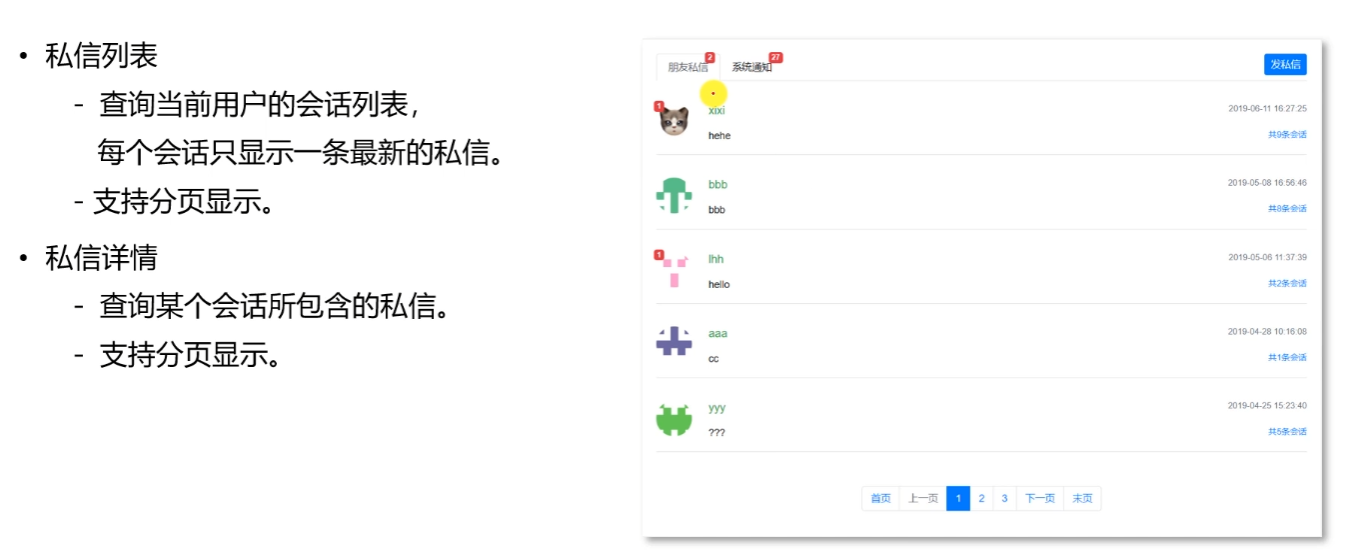 • 私信列表
- 查询当前用户的会话列表，
每个会话只显示一条最新的私信。
- 支持分页显示。
• 私信详情
- 查询某个会话所包含的私信。
- 支持分页显示。
朋友私信 2 系统通知 27 发私信
1 xixi 2019-06-11 16:27:25
hehe 共9条会话
bbb 2019-05-08 16:56:46
bbb 共8条会话
1 lhh 2019-05-06 11:37:39
hello 共2条会话
aaa 2019-04-28 10:16:08
cc 共1条会话
yyy 2019-04-25 15:23:40
??? 共5条会话
首页 上一页 1 2 3 下一页 末页